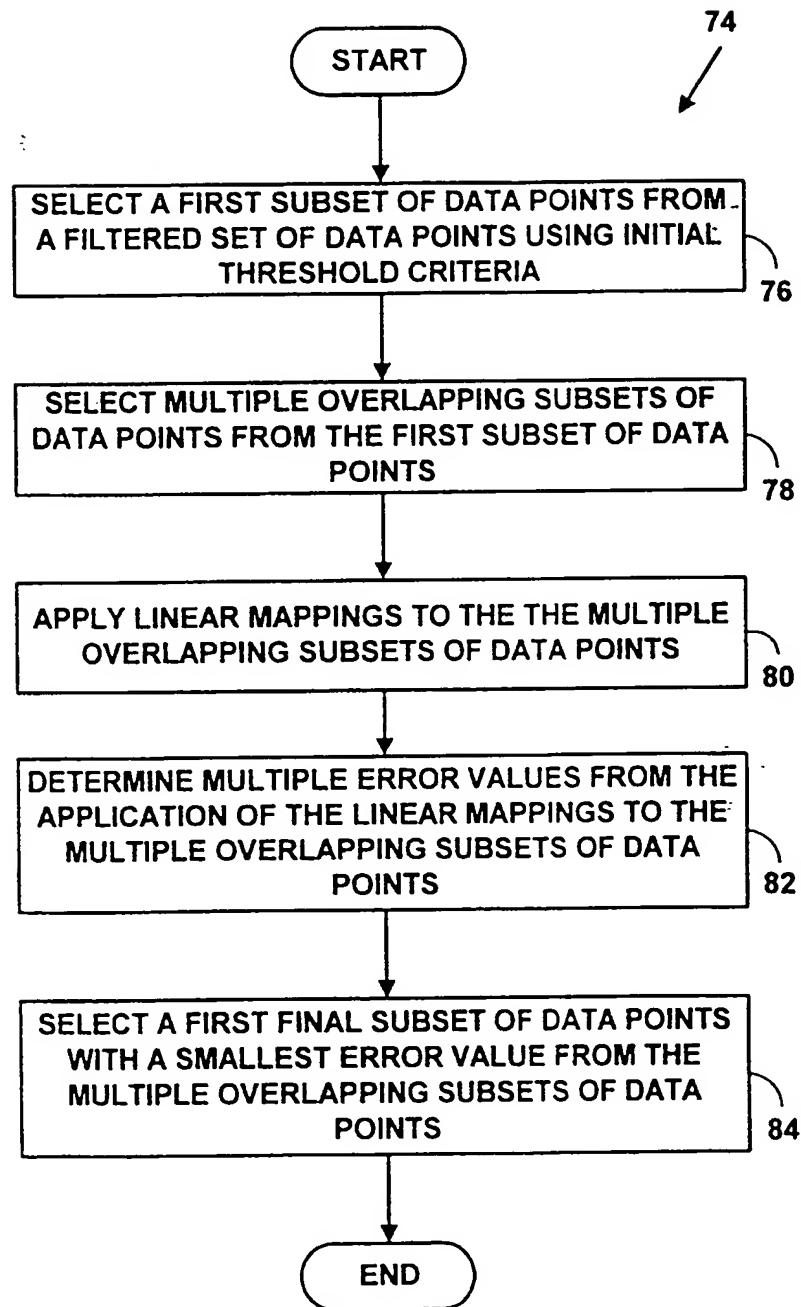 74
START
SELECT A FIRST SUBSET OF DATA POINTS FROM
A FILTERED SET OF DATA POINTS USING INITIAL
THRESHOLD CRITERIA
76
SELECT MULTIPLE OVERLAPPING SUBSETS OF
DATA POINTS FROM THE FIRST SUBSET OF DATA
POINTS
78
APPLY LINEAR MAPPINGS TO THE THE MULTIPLE
OVERLAPPING SUBSETS OF DATA POINTS
80
DETERMINE MULTIPLE ERROR VALUES FROM THE
APPLICATION OF THE LINEAR MAPPINGS TO THE
MULTIPLE OVERLAPPING SUBSETS OF DATA
POINTS
82
SELECT A FIRST FINAL SUBSET OF DATA POINTS
WITH A SMALLEST ERROR VALUE FROM THE
MULTIPLE OVERLAPPING SUBSETS OF DATA
POINTS
84
END